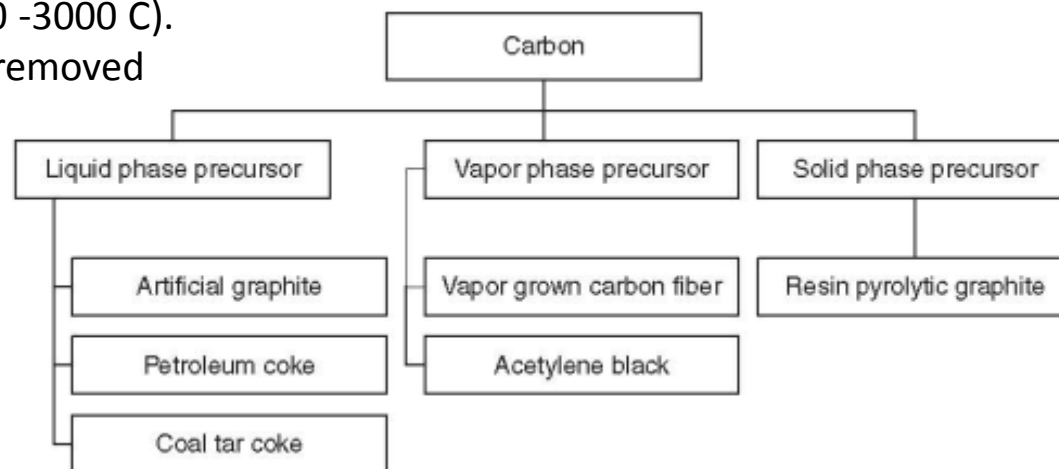 0 -3000 C).
removed
Carbon
Liquid phase precursor
Vapor phase precursor
Solid phase precursor
Artificial graphite
Vapor grown carbon fiber
Resin pyrolytic graphite
Petroleum coke
Acetylene black
Coal tar coke